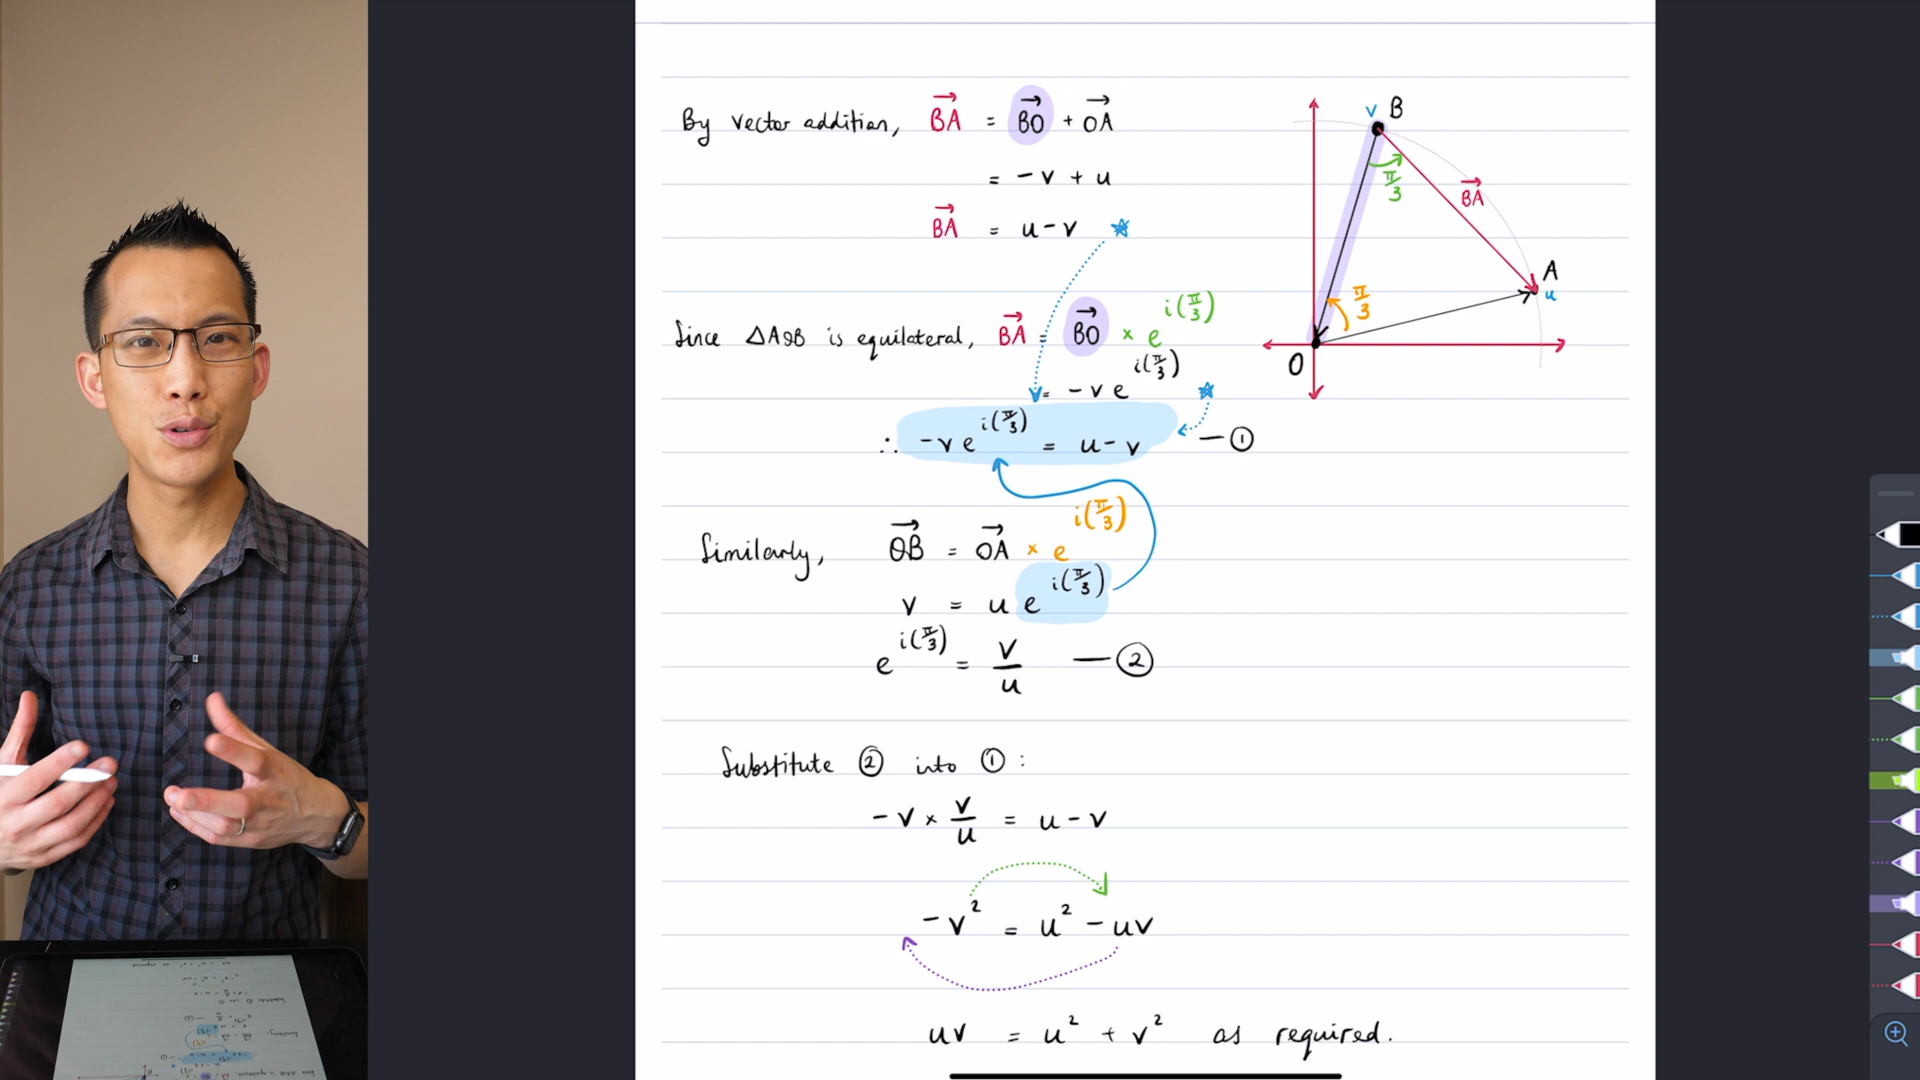 By vector addition, BA = BO + OA
= -v + u
BA = u - v
Since △AOB is equilateral, BA = BO × e^i(π/3)
= -v e^i(π/3)
∴ -v e^i(π/3) = u - v — ①
Similarly, OB = OA × e^i(π/3)
v = u e^i(π/3)
e^i(π/3) = v/u — ②
Substitute ② into ① :
-v × v/u = u - v
-v² = u² - uv
uv = u² + v² as required.
v B
π/3
BA
A
u
π/3
O